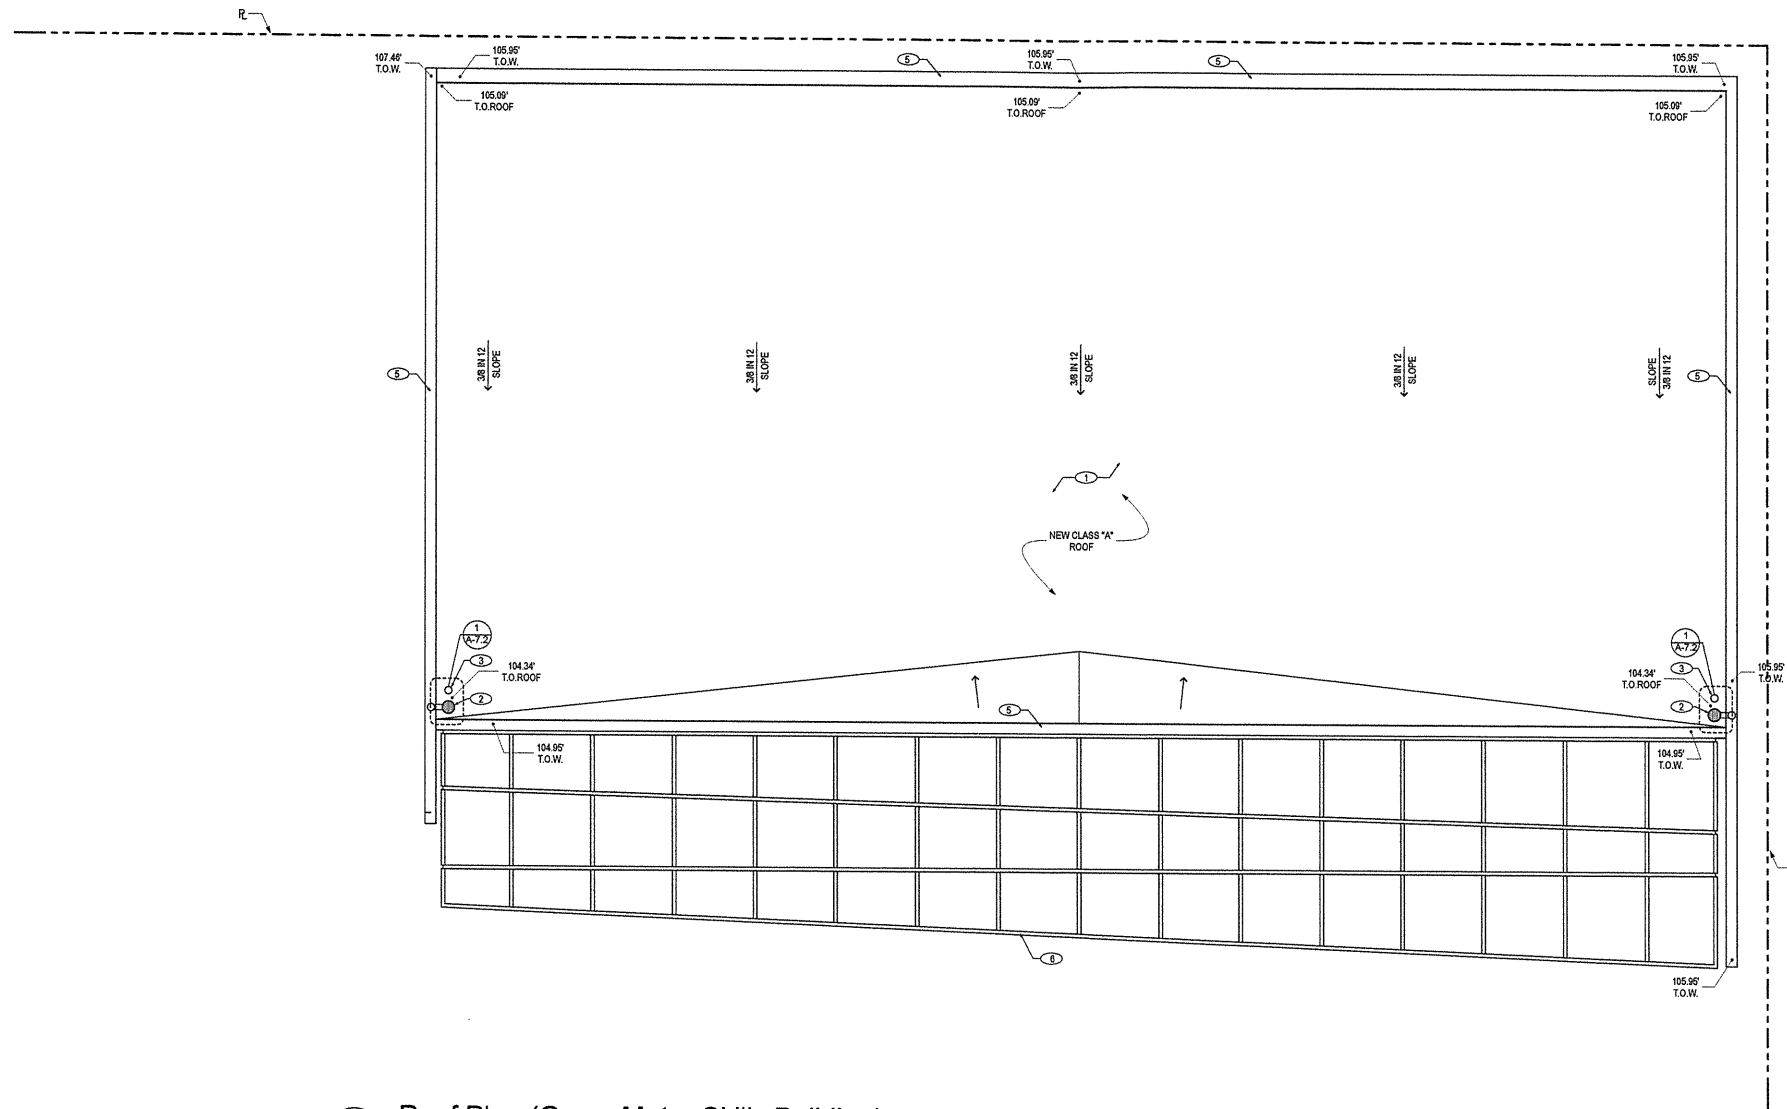 PL
107.46'
T.O.W.
105.95'
T.O.W.
5
105.95'
T.O.W.
5
105.95'
T.O.W.
105.09'
T.O.ROOF
105.09'
T.O.ROOF
105.09'
T.O.ROOF
5
3/8 IN 12
SLOPE
3/8 IN 12
SLOPE
3/8 IN 12
SLOPE
3/8 IN 12
SLOPE
SLOPE
3/8 IN 12
5
1
NEW CLASS "A"
ROOF
1
A-7.2
3
104.34'
T.O.ROOF
2
1
A-7.2
3
104.34'
T.O.ROOF
2
105.95'
T.O.W.
5
104.95'
T.O.W.
104.95'
T.O.W.
6
105.95'
T.O.W.